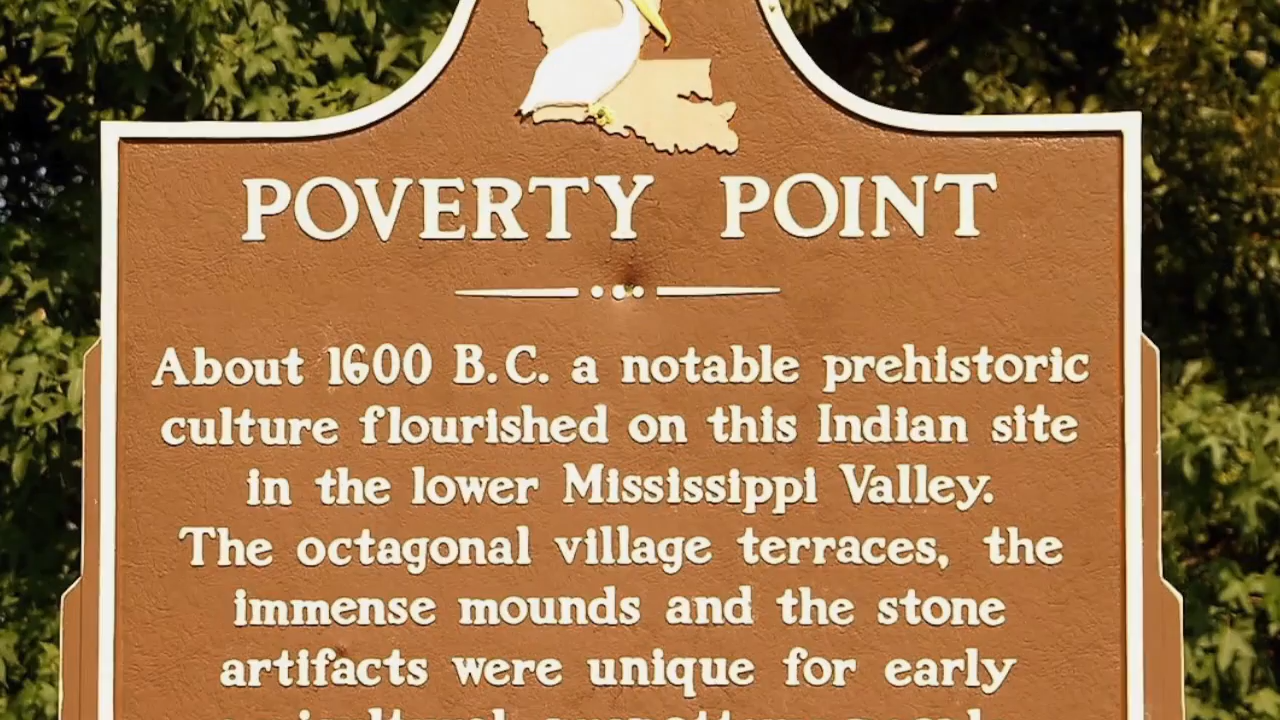 POVERTY POINT
About 1600 B.C. a notable prehistoric
culture flourished on this Indian site
in the lower Mississippi Valley.
The octagonal village terraces, the
immense mounds and the stone
artifacts were unique for early